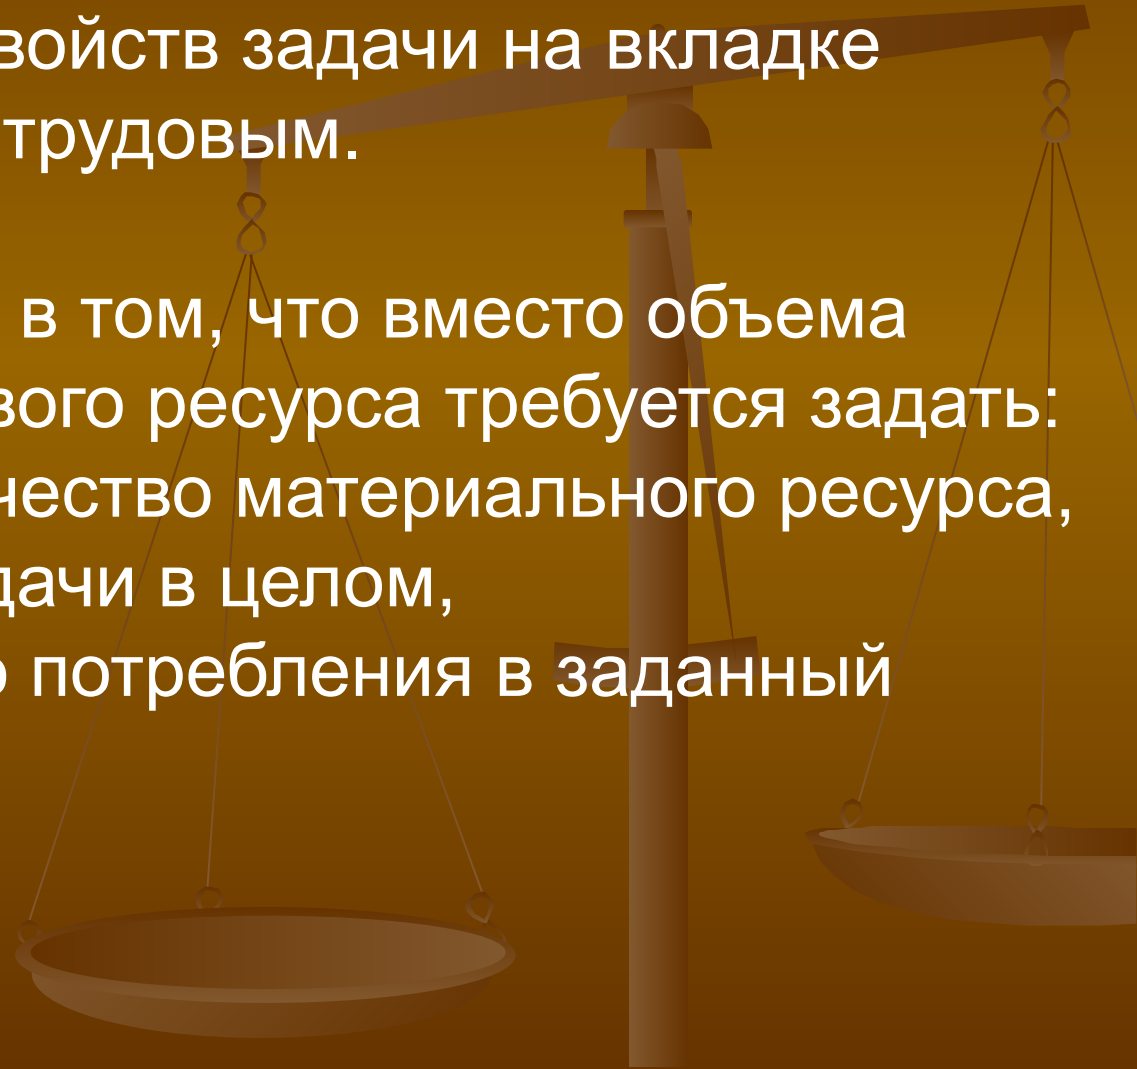 войств задачи на вкладке
трудовым.
в том, что вместо объема
вого ресурса требуется задать:
чество материального ресурса,
дачи в целом,
о потребления в заданный